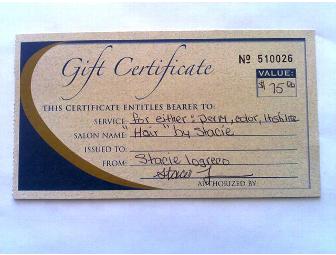 Gift Certificate
Nº 510026
VALUE:
$ 75.00
THIS CERTIFICATE ENTITLES BEARER TO:
SERVICE: for either: Perm, color,
SALON NAME: "Hair" by Stacie
ISSUED TO:
FROM: Stacie Logreco
AUTHORIZED BY